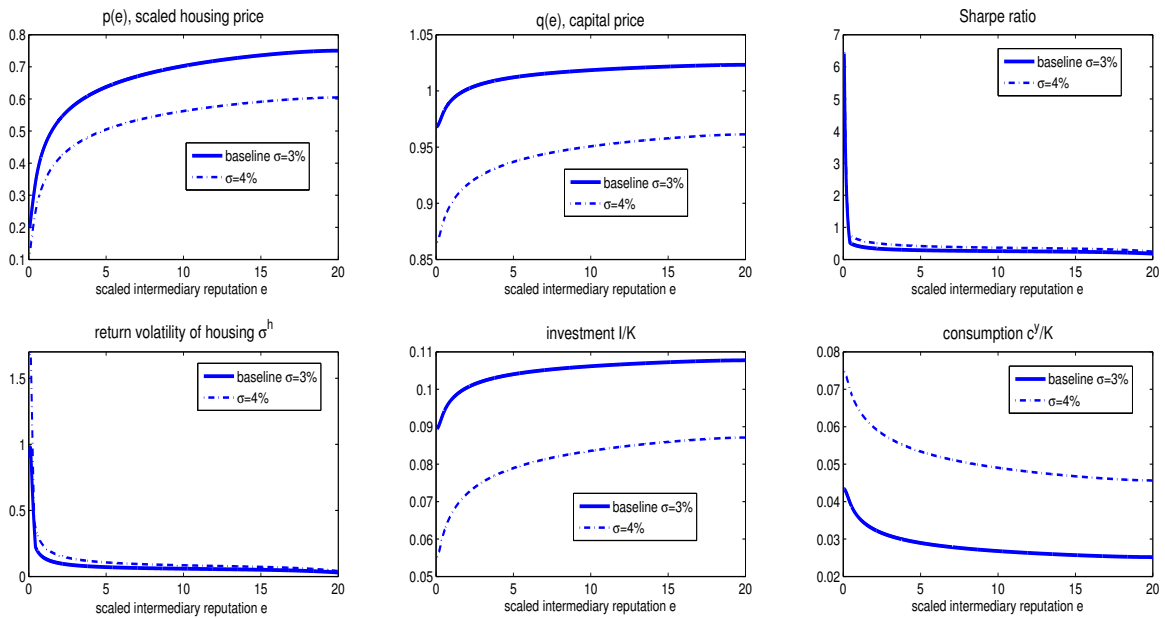 p(e), scaled housing price
0.8
0.7
0.6
0.5
0.4
0.3
0.2
0.1
0 5 10 15 20
baseline σ=3%
σ=4%
scaled intermediary reputation e
q(e), capital price
1.05
1
0.95
0.9
0.85
0 5 10 15 20
baseline σ=3%
σ=4%
scaled intermediary reputation e
Sharpe ratio
7
6
5
4
3
2
1
0
0 5 10 15 20
baseline σ=3%
σ=4%
scaled intermediary reputation e
return volatility of housing σʰ
1.5
1
0.5
0
0 5 10 15 20
baseline σ=3%
σ=4%
scaled intermediary reputation e
investment I/K
0.11
0.1
0.09
0.08
0.07
0.06
0.05
0 5 10 15 20
baseline σ=3%
σ=4%
scaled intermediary reputation e
consumption cʸ/K
0.08
0.07
0.06
0.05
0.04
0.03
0.02
0 5 10 15 20
baseline σ=3%
σ=4%
scaled intermediary reputation e